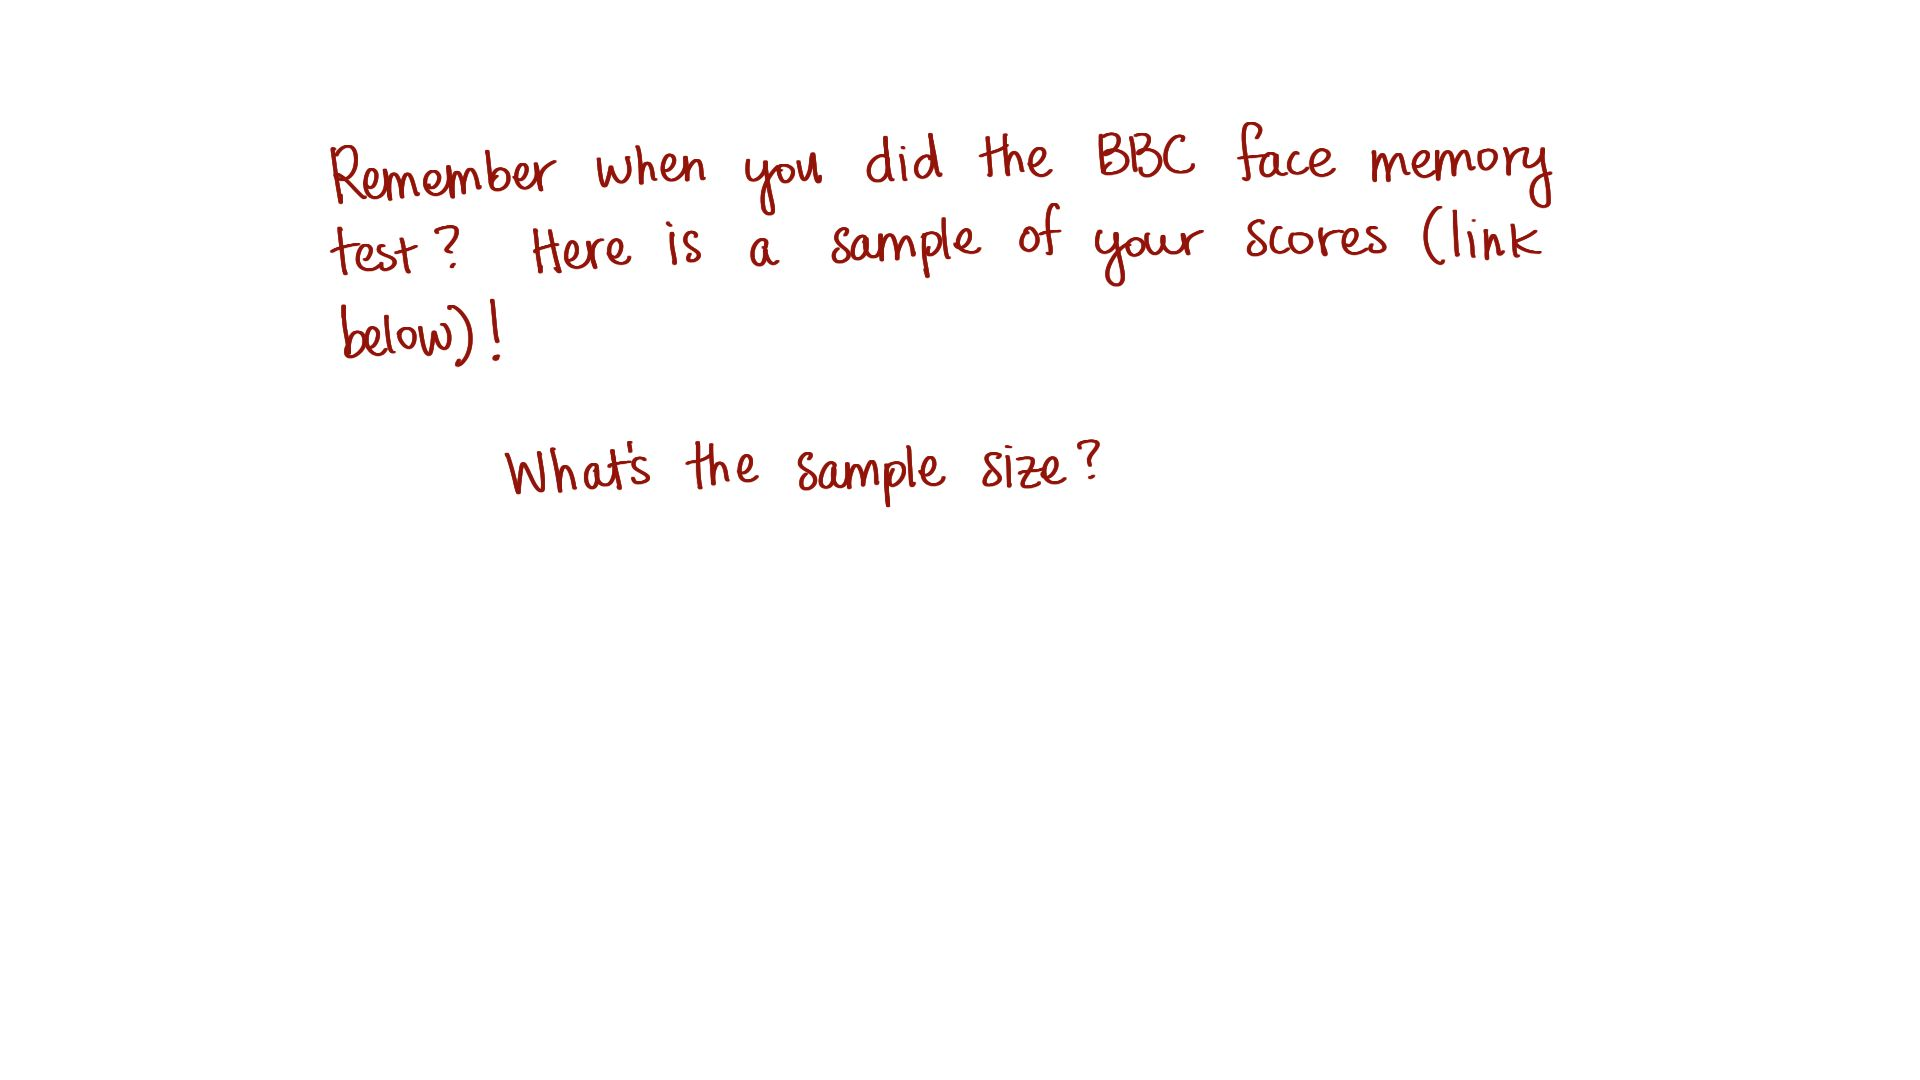 Remember when you did the BBC face memory
test? Here is a sample of your scores (link
below)!
What's the sample size?